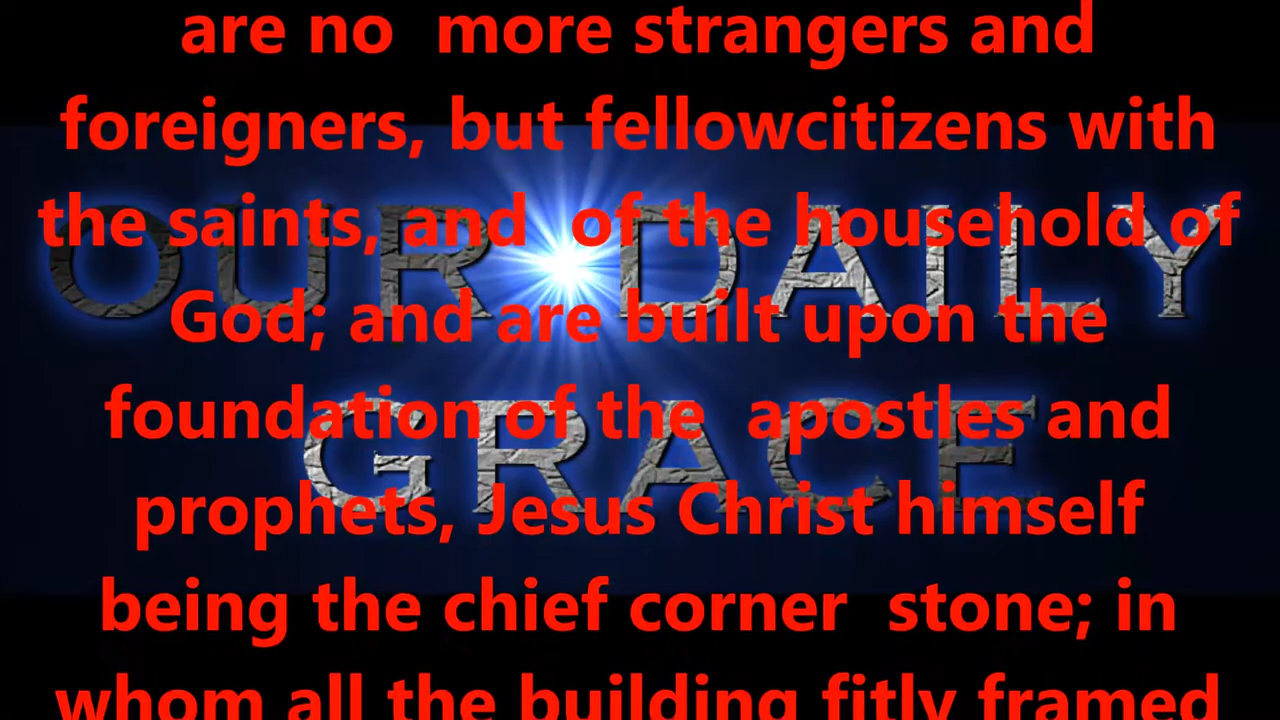 are no  more strangers and
foreigners, but fellowcitizens with
the saints, and  of the household of
OUR DAILY
God; and are built upon the
foundation of the  apostles and
GRACE
prophets, Jesus Christ himself
being the chief corner  stone; in
whom all the building fitly framed